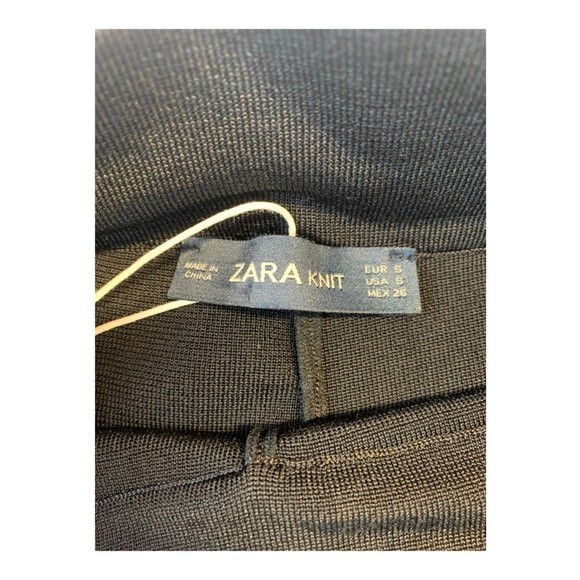 MADE IN
CHINA
ZARA KNIT
EUR S
USA S
MEX 26